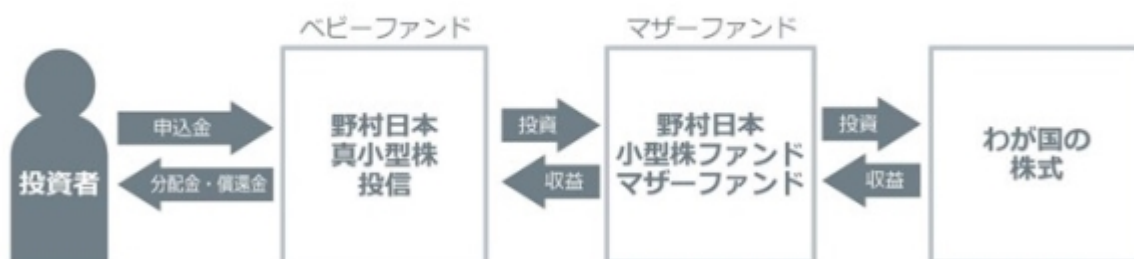 ベビーファンド
マザーファンド
投資者
申込金
分配金・償還金
野村日本
真小型株
投信
投資
収益
野村日本
小型株ファンド
マザーファンド
投資
収益
わが国の
株式